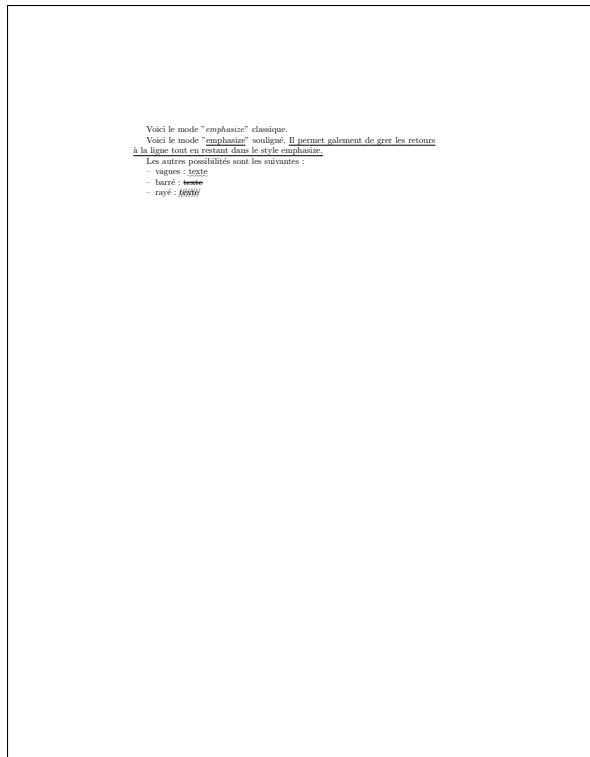 Voici le mode "emphasize" classique.
Voici le mode "emphasize" souligné. Il permet galement de grer les retours
à la ligne tout en restant dans le style emphasize.
Les autres possibilités sont les suivantes :
– vagues : texte
– barré : texte
– rayé : texte